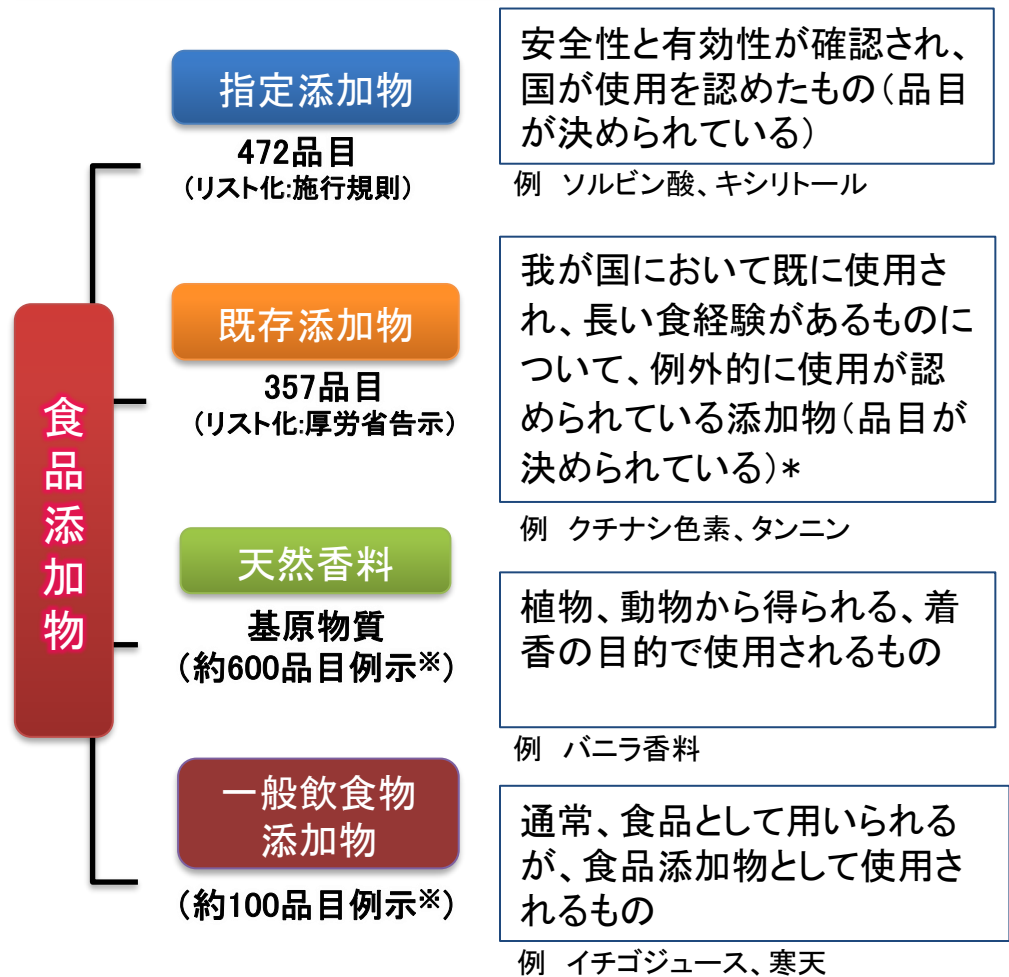 食品添加物
指定添加物
472品目
（リスト化:施行規則）
安全性と有効性が確認され、
国が使用を認めたもの（品目
が決められている）
例　ソルビン酸、キシリトール
既存添加物
357品目
（リスト化:厚労省告示）
我が国において既に使用さ
れ、長い食経験があるものに
ついて、例外的に使用が認
められている添加物（品目が
決められている）＊
例　クチナシ色素、タンニン
天然香料
基原物質
（約600品目例示※）
植物、動物から得られる、着
香の目的で使用されるもの
例　バニラ香料
一般飲食物
添加物
（約100品目例示※）
通常、食品として用いられる
が、食品添加物として使用さ
れるもの
例　イチゴジュース、寒天